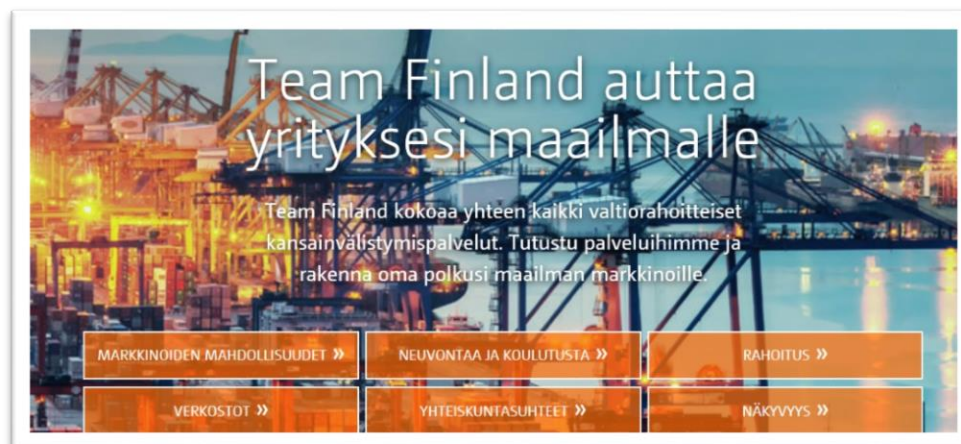 Team Finland auttaa
yrityksesi maailmalle
Team Finland kokoaa yhteen kaikki valtiorahoitteiset
kansainvälistymispalvelut. Tutustu palveluihimme ja
rakenna oma polkusi maailman markkinoille.
MARKKINOIDEN MAHDOLLISUUDET »
NEUVONTAA JA KOULUTUSTA »
RAHOITUS »
VERKOSTOT »
YHTEISKUNTASUHTEET »
NÄKYVYYS »